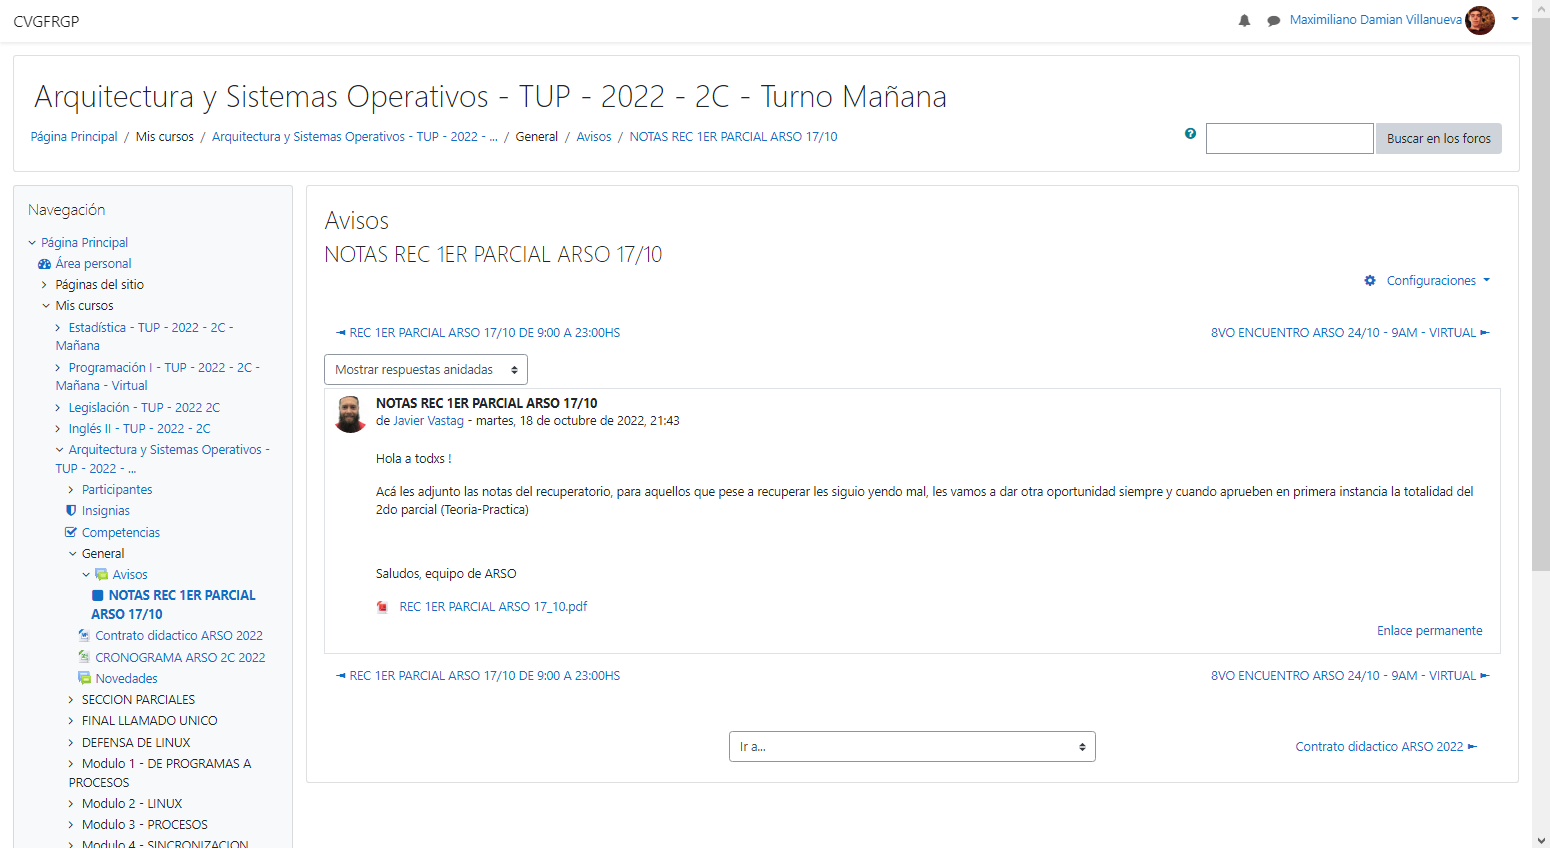 CVGFRGP
Maximiliano Damian Villanueva
Arquitectura y Sistemas Operativos - TUP - 2022 - 2C - Turno Mañana
Página Principal / Mis cursos / Arquitectura y Sistemas Operativos - TUP - 2022 - ... / General / Avisos / NOTAS REC 1ER PARCIAL ARSO 17/10
Buscar en los foros
Navegación
Página Principal
Área personal
Páginas del sitio
Mis cursos
Estadística - TUP - 2022 - 2C -
Mañana
Programación I - TUP - 2022 - 2C -
Mañana - Virtual
Legislación - TUP - 2022 2C
Inglés II - TUP - 2022 - 2C
Arquitectura y Sistemas Operativos -
TUP - 2022 - ...
Participantes
Insignias
Competencias
General
Avisos
NOTAS REC 1ER PARCIAL
ARSO 17/10
Contrato didactico ARSO 2022
CRONOGRAMA ARSO 2C 2022
Novedades
SECCION PARCIALES
FINAL LLAMADO UNICO
DEFENSA DE LINUX
Modulo 1 - DE PROGRAMAS A
PROCESOS
Modulo 2 - LINUX
Modulo 3 - PROCESOS
Modulo 4 - SINCRONIZACION
Avisos
NOTAS REC 1ER PARCIAL ARSO 17/10
Configuraciones
◄ REC 1ER PARCIAL ARSO 17/10 DE 9:00 A 23:00HS
8VO ENCUENTRO ARSO 24/10 - 9AM - VIRTUAL ►
Mostrar respuestas anidadas
NOTAS REC 1ER PARCIAL ARSO 17/10
de Javier Vastag - martes, 18 de octubre de 2022, 21:43
Hola a todxs !
Acá les adjunto las notas del recuperatorio, para aquellos que pese a recuperar les siguio yendo mal, les vamos a dar otra oportunidad siempre y cuando aprueben en primera instancia la totalidad del
2do parcial (Teoria-Practica)
Saludos, equipo de ARSO
REC 1ER PARCIAL ARSO 17_10.pdf
Enlace permanente
◄ REC 1ER PARCIAL ARSO 17/10 DE 9:00 A 23:00HS
8VO ENCUENTRO ARSO 24/10 - 9AM - VIRTUAL ►
Ir a...
Contrato didactico ARSO 2022 ►